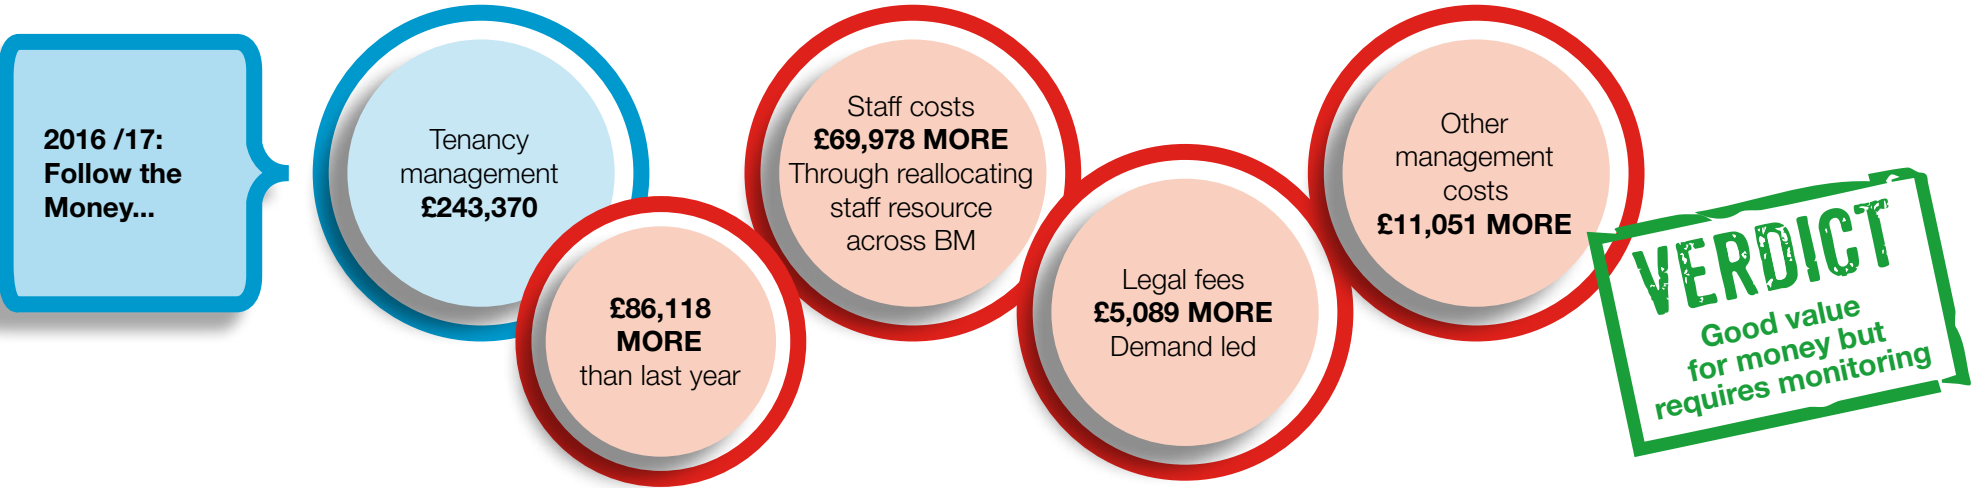 2016 /17:
Follow the
Money...
Tenancy
management
£243,370
£86,118
MORE
than last year
Staff costs
£69,978 MORE
Through reallocating
staff resource
across BM
Legal fees
£5,089 MORE
Demand led
Other
management
costs
£11,051 MORE
VERDICT
Good value
for money but
requires monitoring